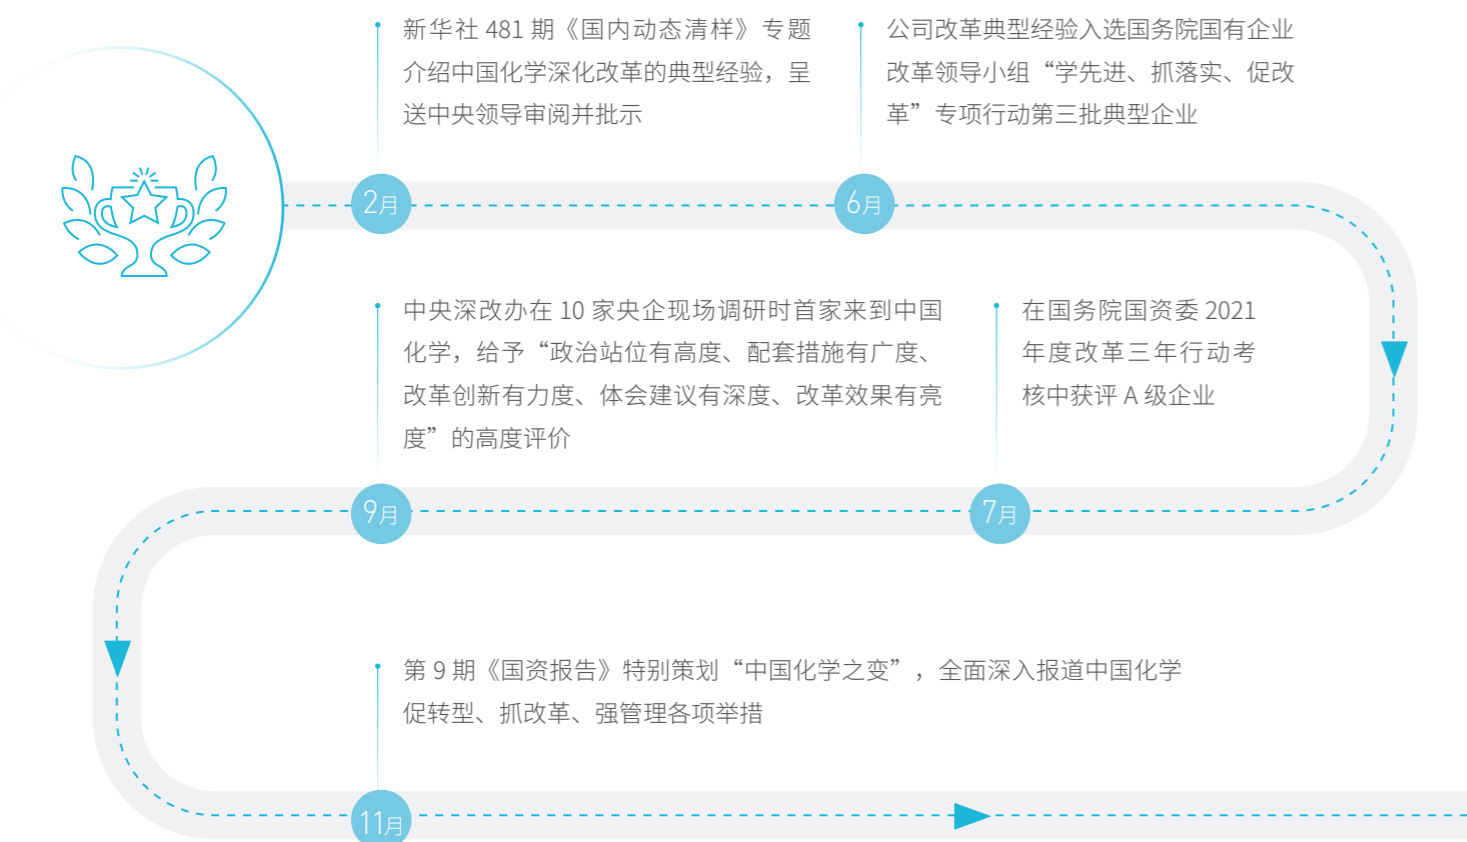 新华社 481 期《国内动态清样》专题
介绍中国化学深化改革的典型经验，呈
送中央领导审阅并批示
2月
公司改革典型经验入选国务院国有企业
改革领导小组“学先进、抓落实、促改
革”专项行动第三批典型企业
6月
在国务院国资委 2021
年度改革三年行动考
核中获评 A 级企业
7月
中央深改办在 10 家央企现场调研时首家来到中国
化学，给予“政治站位有高度、配套措施有广度、
改革创新有力度、体会建议有深度、改革效果有亮
度”的高度评价
9月
第 9 期《国资报告》特别策划“中国化学之变”，全面深入报道中国化学
促转型、抓改革、强管理各项举措
11月